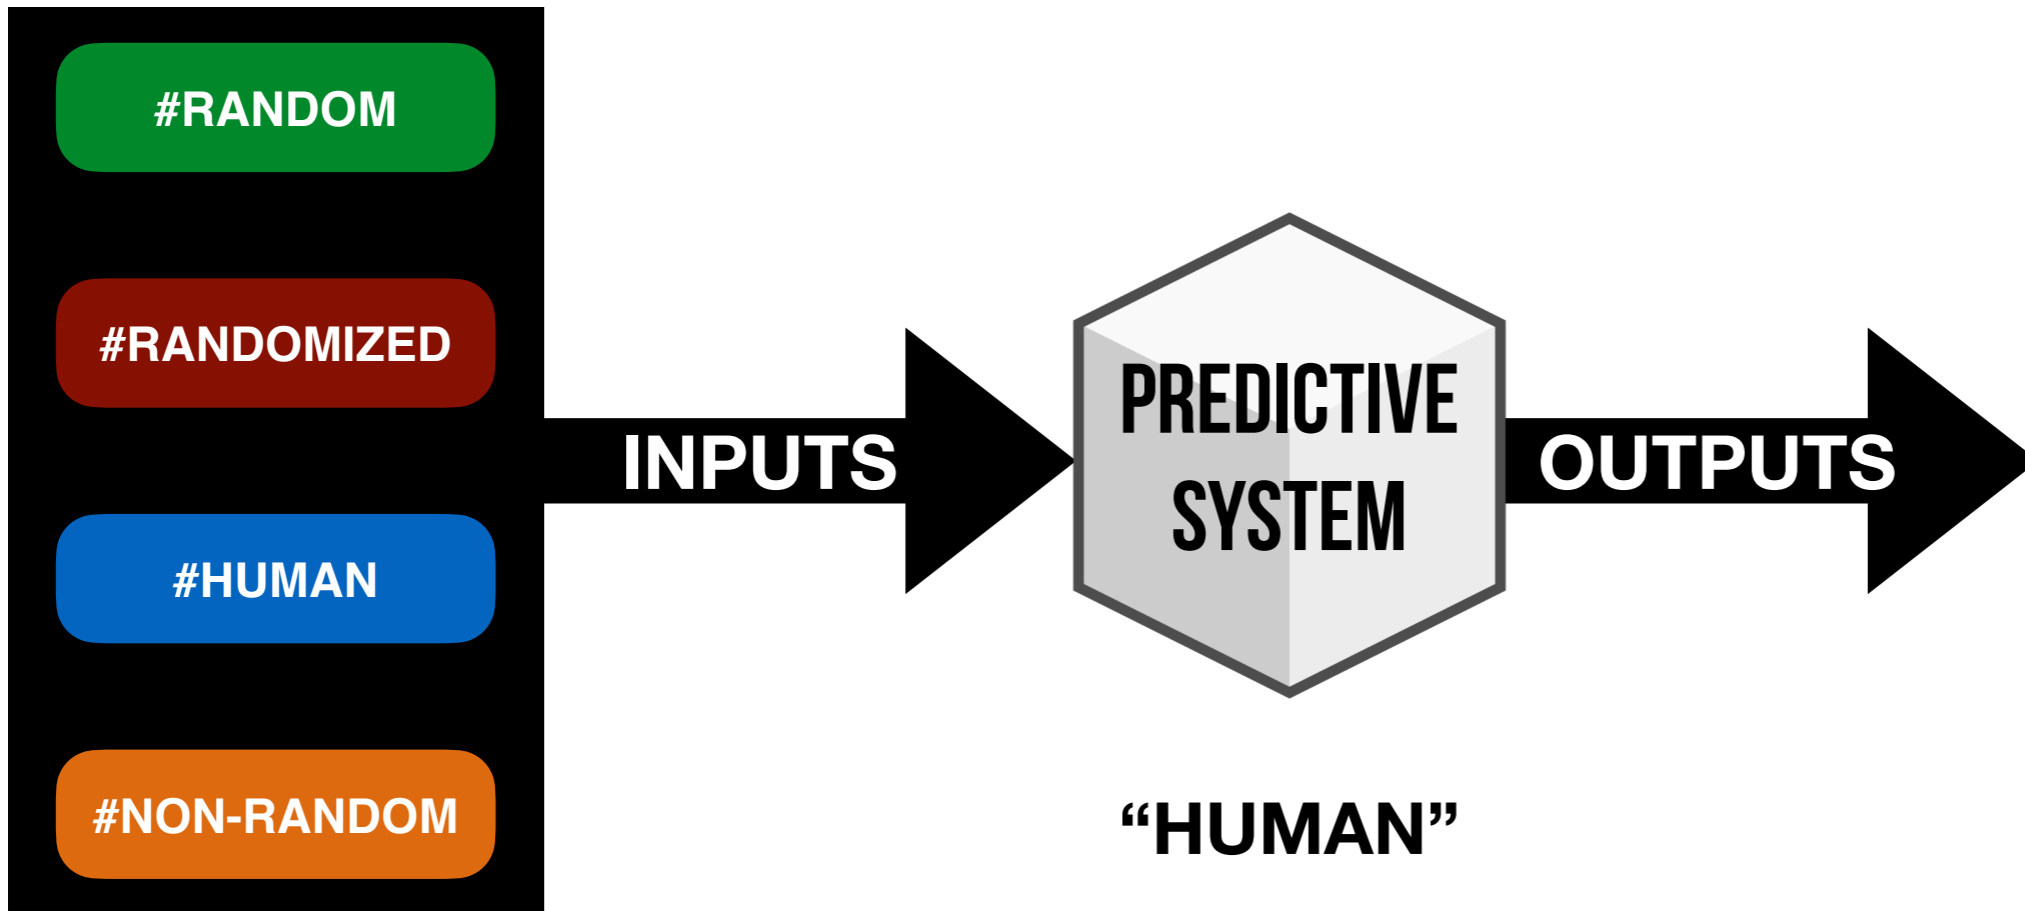 #RANDOM
#RANDOMIZED
#HUMAN
#NON-RANDOM
INPUTS
PREDICTIVE
SYSTEM
“HUMAN”
OUTPUTS